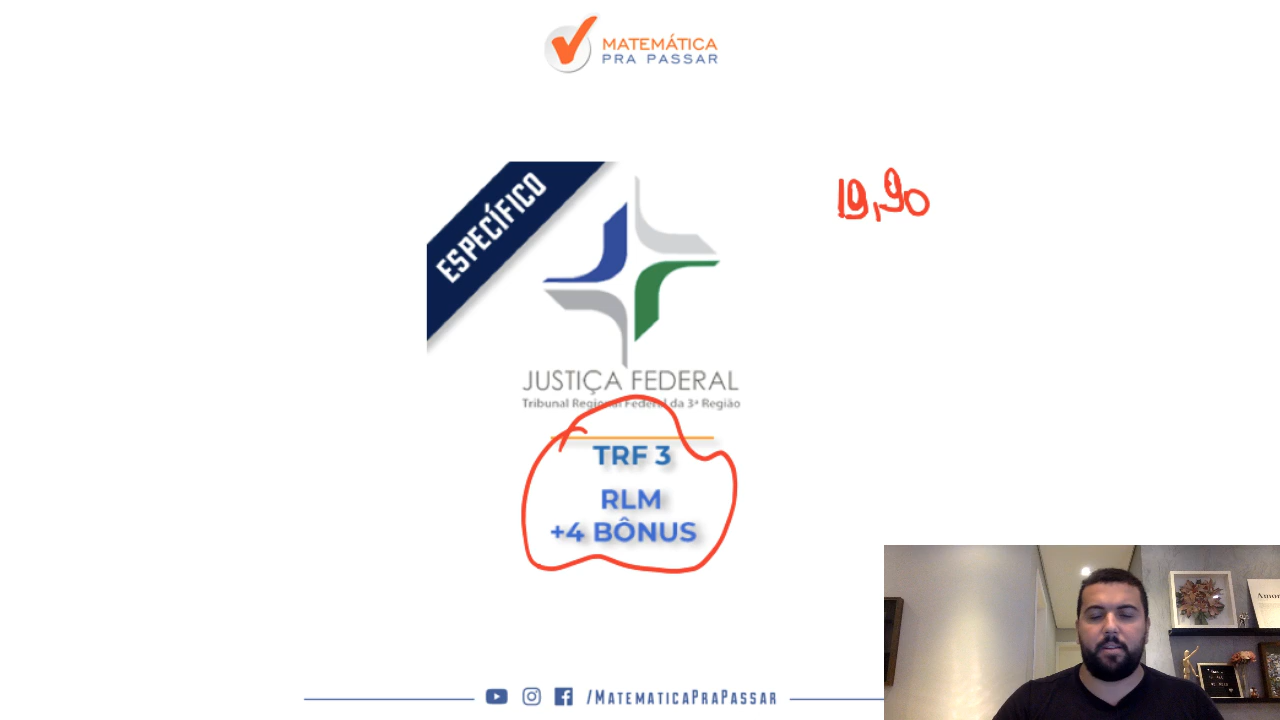 MATEMÁTICA
PRA PASSAR
ESPECÍFICO
19,90
JUSTIÇA FEDERAL
Tribunal Regional Federal da 3ª Região
TRF 3
RLM
+4 BÔNUS
/MATEMATICAPRAPASSAR